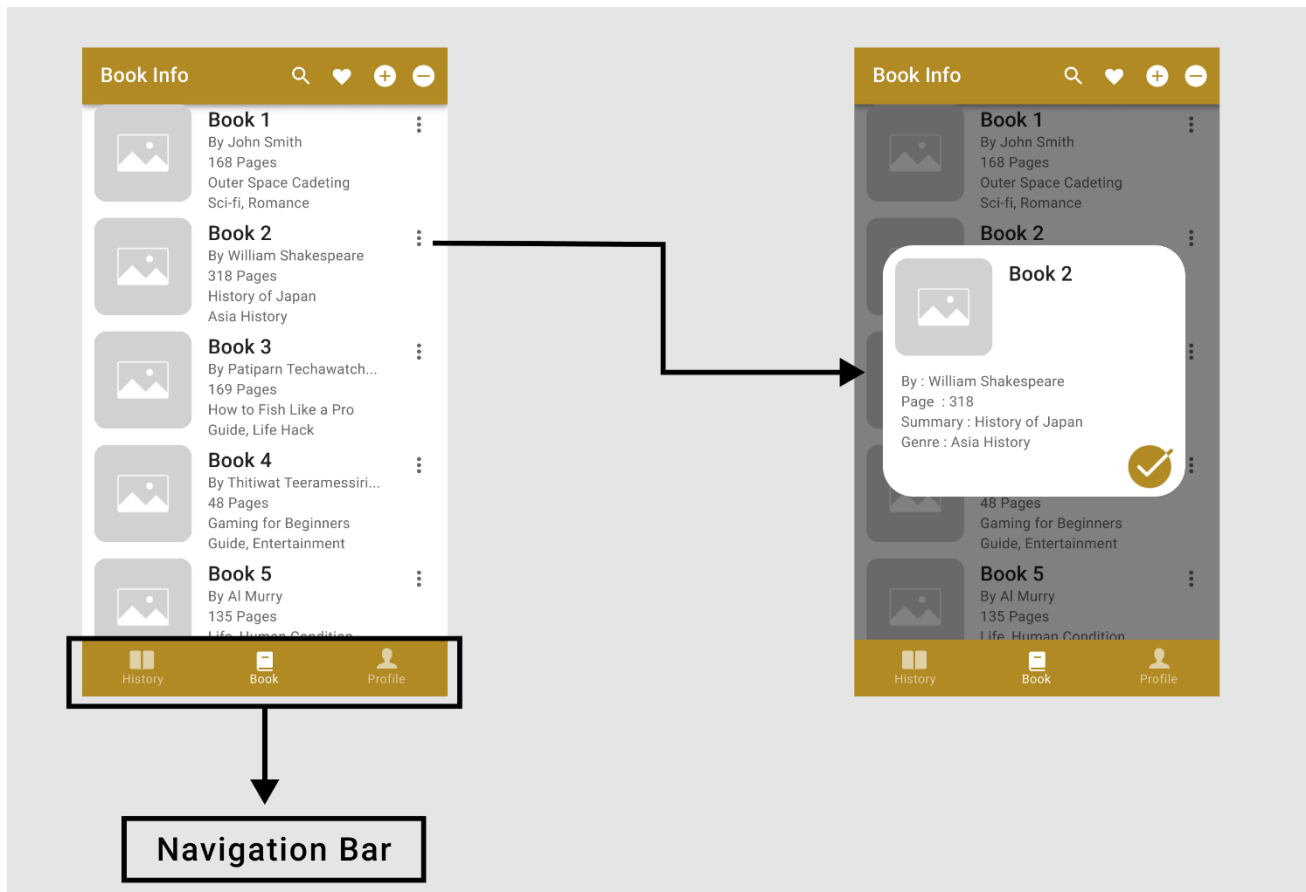 Book Info
Book 1
By John Smith
168 Pages
Outer Space Cadeting
Sci-fi, Romance
Book 2
By William Shakespeare
318 Pages
History of Japan
Asia History
Book 3
By Patiparn Techawatch...
169 Pages
How to Fish Like a Pro
Guide, Life Hack
Book 4
By Thitiwat Teeramessiri...
48 Pages
Gaming for Beginners
Guide, Entertainment
Book 5
By Al Murry
135 Pages
Life, Human Condition
History
Book
Profile
Navigation Bar
Book Info
Book 1
By John Smith
168 Pages
Outer Space Cadeting
Sci-fi, Romance
Book 2
Book 2
By : William Shakespeare
Page : 318
Summary : History of Japan
Genre : Asia History
48 Pages
Gaming for Beginners
Guide, Entertainment
Book 5
By Al Murry
135 Pages
Life, Human Condition
History
Book
Profile